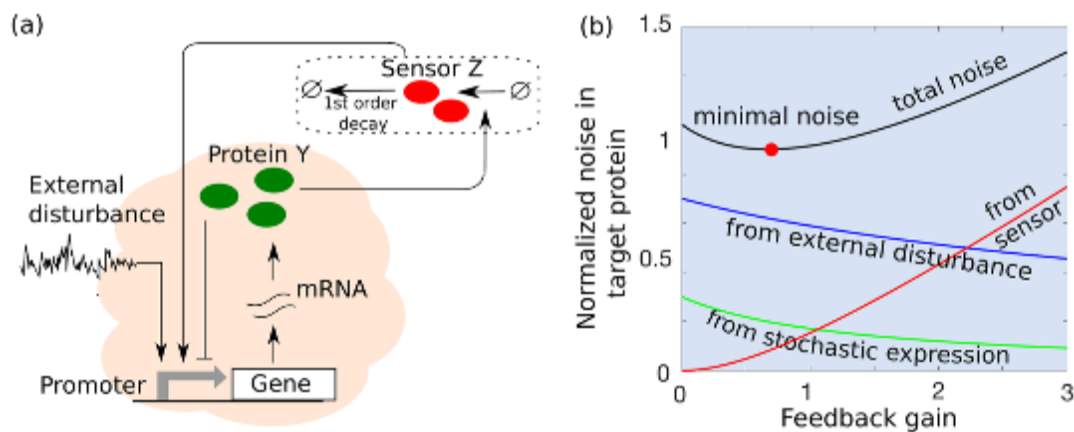 (a)
Sensor Z
∅
∅
1st order
decay
Protein Y
External
disturbance
mRNA
Promoter
Gene
(b)
Normalized noise in
target protein
1.5
1
0.5
0
minimal noise
total noise
from
sensor
from external disturbance
from stochastic expression
0
1
2
3
Feedback gain